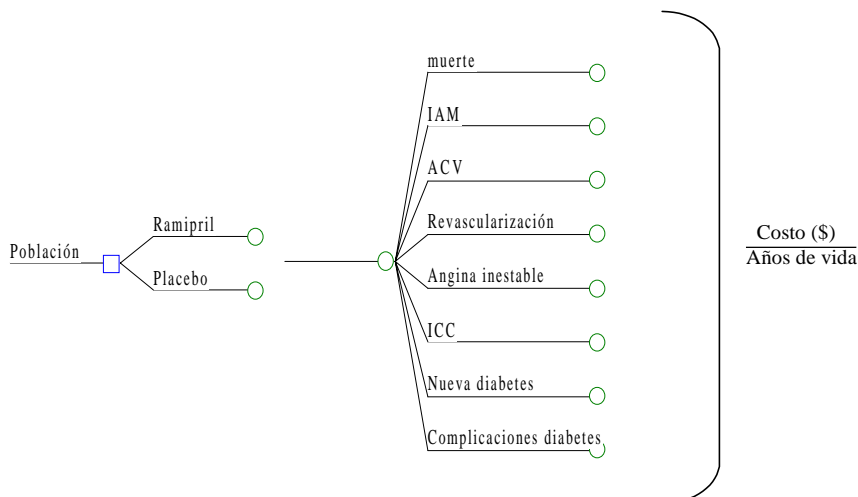 muerte
IAM
ACV
Revascularización
Angina inestable
ICC
Nueva diabetes
Complicaciones diabetes
Población
Ramipril
Placebo
Costo ($)
Años de vida